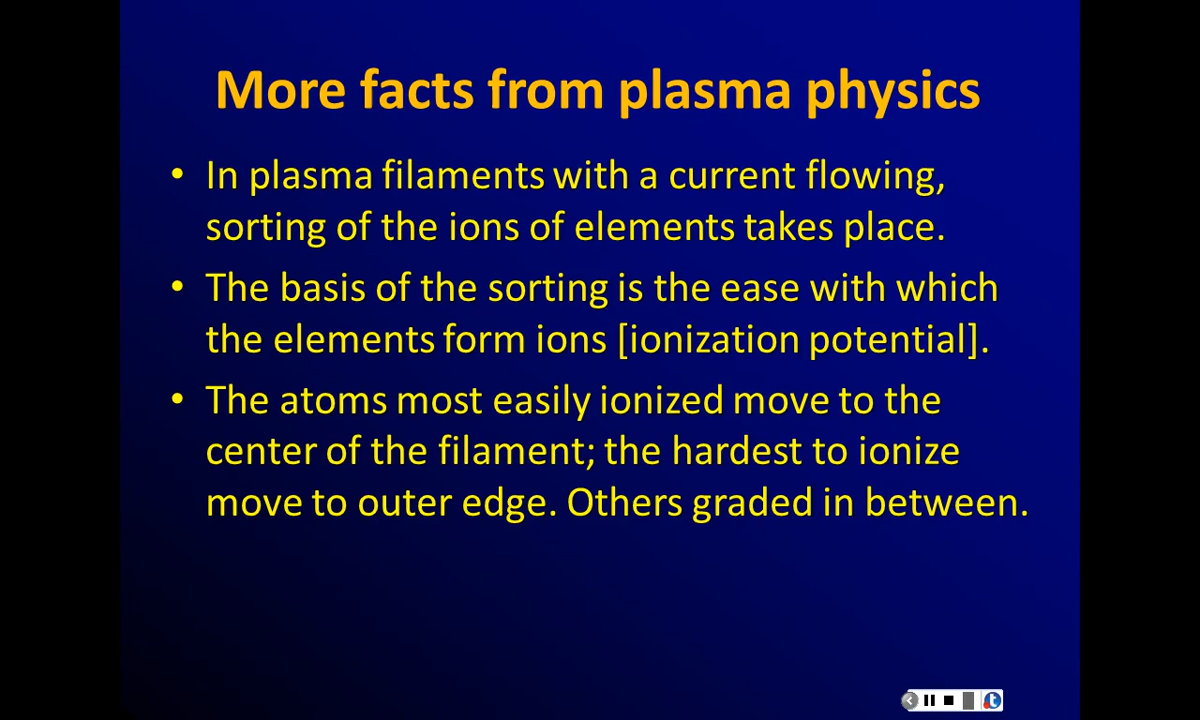 More facts from plasma physics
• In plasma filaments with a current flowing,
sorting of the ions of elements takes place.
• The basis of the sorting is the ease with which
the elements form ions [ionization potential].
• The atoms most easily ionized move to the
center of the filament; the hardest to ionize
move to outer edge. Others graded in between.